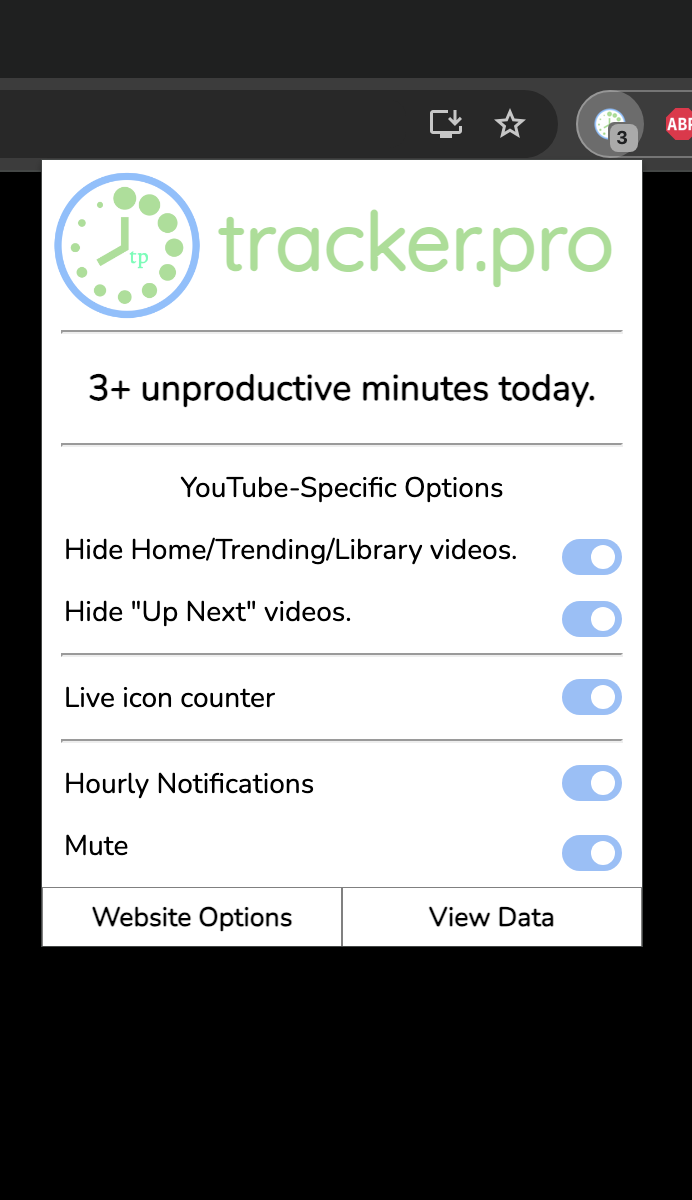 3
ABP
tp
tracker.pro
3+ unproductive minutes today.
YouTube-Specific Options
Hide Home/Trending/Library videos.
Hide "Up Next" videos.
Live icon counter
Hourly Notifications
Mute
Website Options
View Data